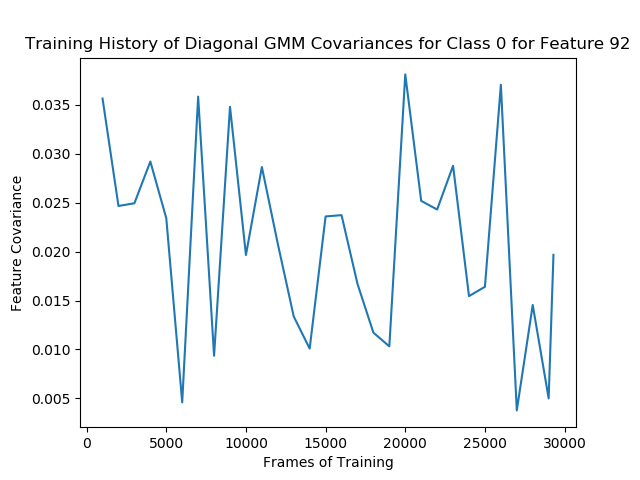 Training History of Diagonal GMM Covariances for Class 0 for Feature 92
Feature Covariance
0.035
0.030
0.025
0.020
0.015
0.010
0.005
0 5000 10000 15000 20000 25000 30000
Frames of Training